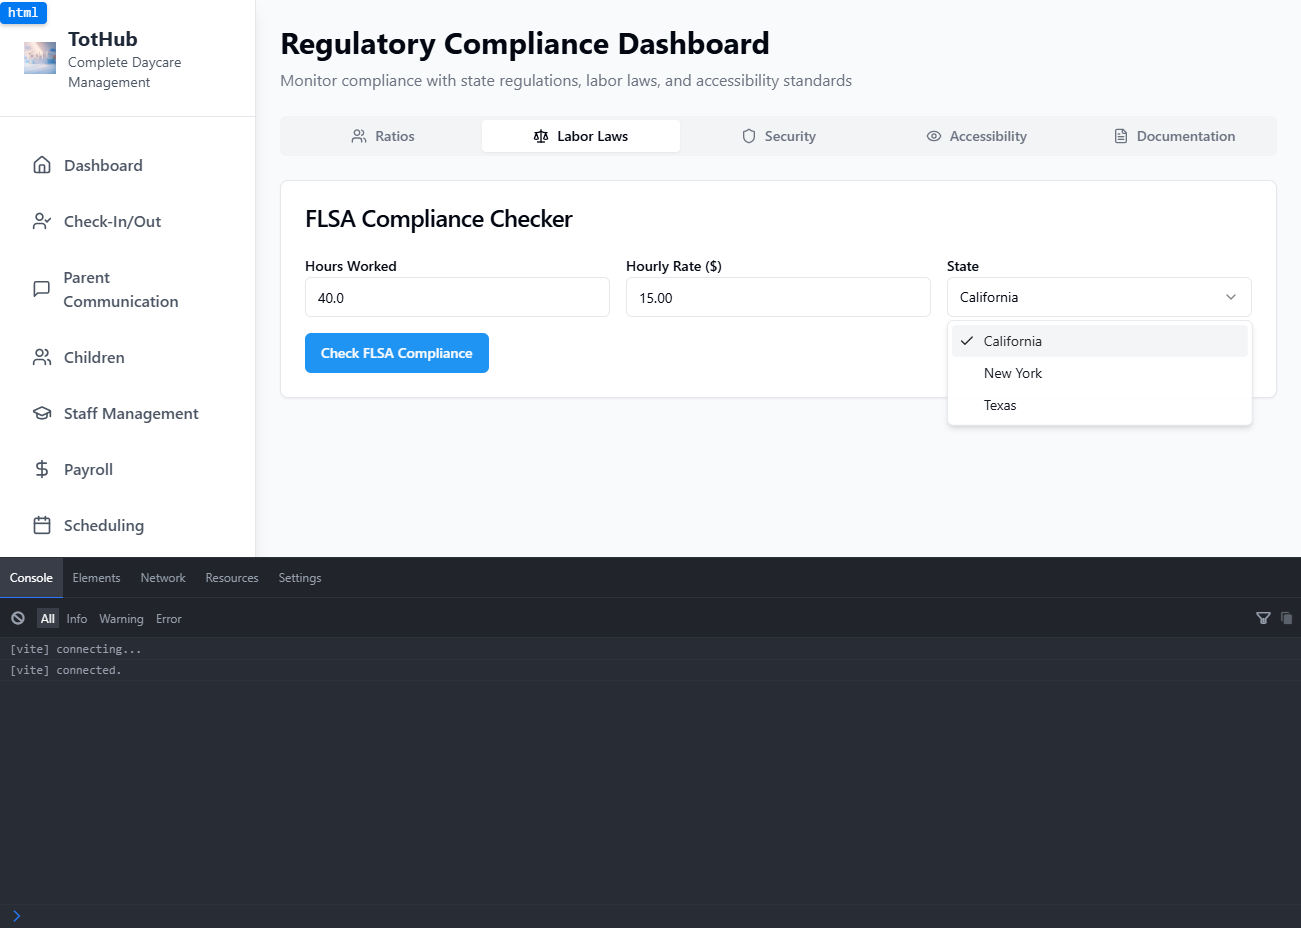 html
TotHub
Complete Daycare
Management
Dashboard
Check-In/Out
Parent
Communication
Children
Staff Management
Payroll
Scheduling
Regulatory Compliance Dashboard
Monitor compliance with state regulations, labor laws, and accessibility standards
Ratios
Labor Laws
Security
Accessibility
Documentation
FLSA Compliance Checker
Hours Worked
Hourly Rate ($)
State
40.0
15.00
California
Check FLSA Compliance
California
New York
Texas
Console Elements Network Resources Settings
All Info Warning Error
[vite] connecting...
[vite] connected.